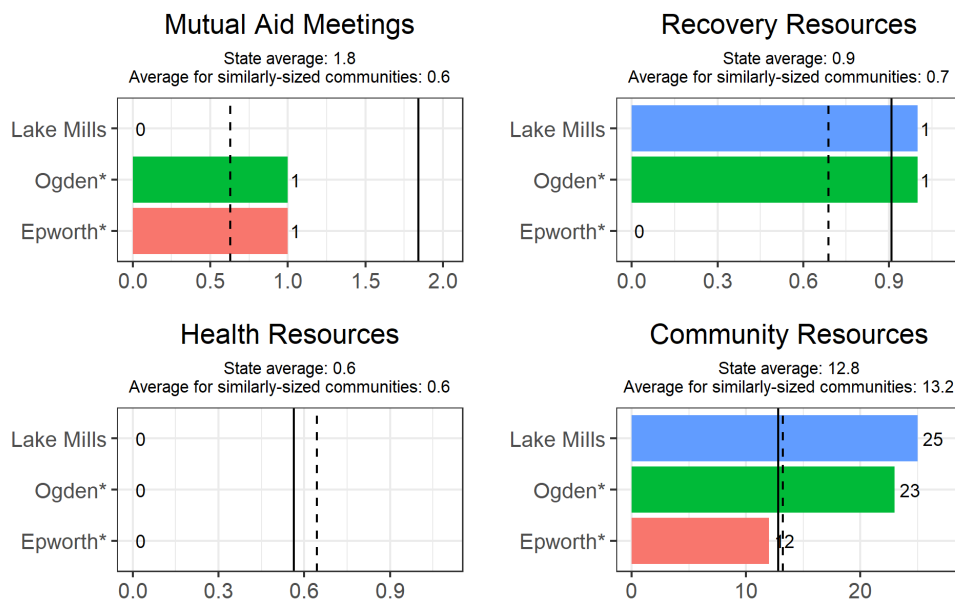 Mutual Aid Meetings
State average: 1.8
Average for similarly-sized communities: 0.6
Lake Mills
0
Ogden*
1
Epworth*
1
0.0 0.5 1.0 1.5 2.0
Recovery Resources
State average: 0.9
Average for similarly-sized communities: 0.7
Lake Mills
1
Ogden*
1
Epworth*
0
0.0 0.3 0.6 0.9
Health Resources
State average: 0.6
Average for similarly-sized communities: 0.6
Lake Mills
0
Ogden*
0
Epworth*
0
0.0 0.3 0.6 0.9
Community Resources
State average: 12.8
Average for similarly-sized communities: 13.2
Lake Mills
25
Ogden*
23
Epworth*
12
0 10 20